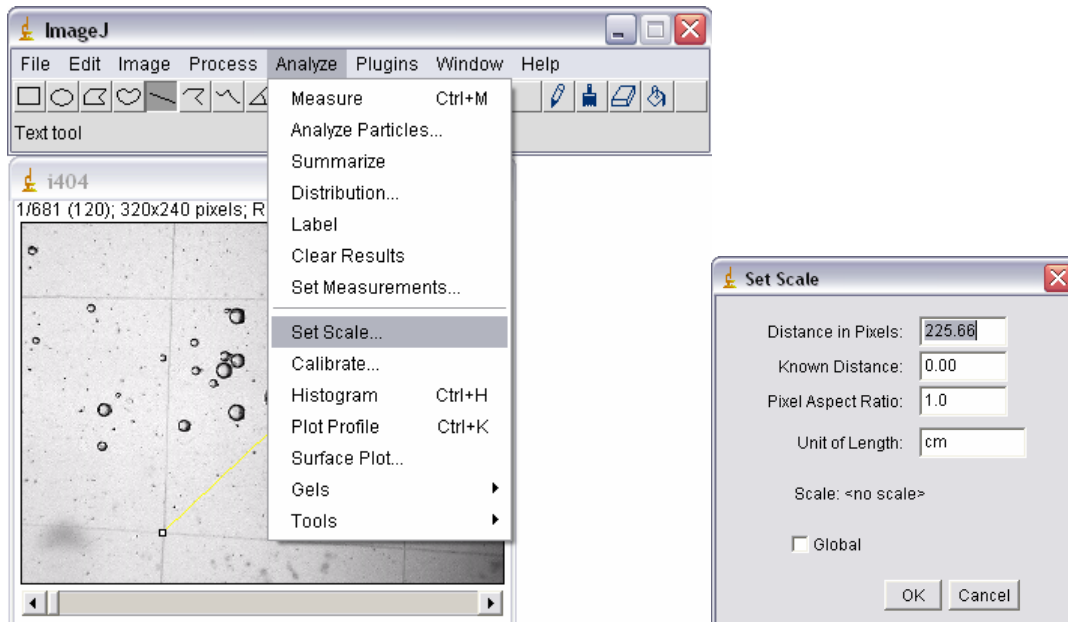 ImageJ
File Edit Image Process Analyze Plugins Window Help
Text tool
Measure Ctrl+M
Analyze Particles...
Summarize
Distribution...
Label
Clear Results
Set Measurements...
Set Scale...
Calibrate...
Histogram Ctrl+H
Plot Profile Ctrl+K
Surface Plot...
Gels
Tools
i404
1/681 (120); 320x240 pixels; R
Set Scale
Distance in Pixels: 225.66
Known Distance: 0.00
Pixel Aspect Ratio: 1.0
Unit of Length: cm
Scale: <no scale>
Global
OK Cancel